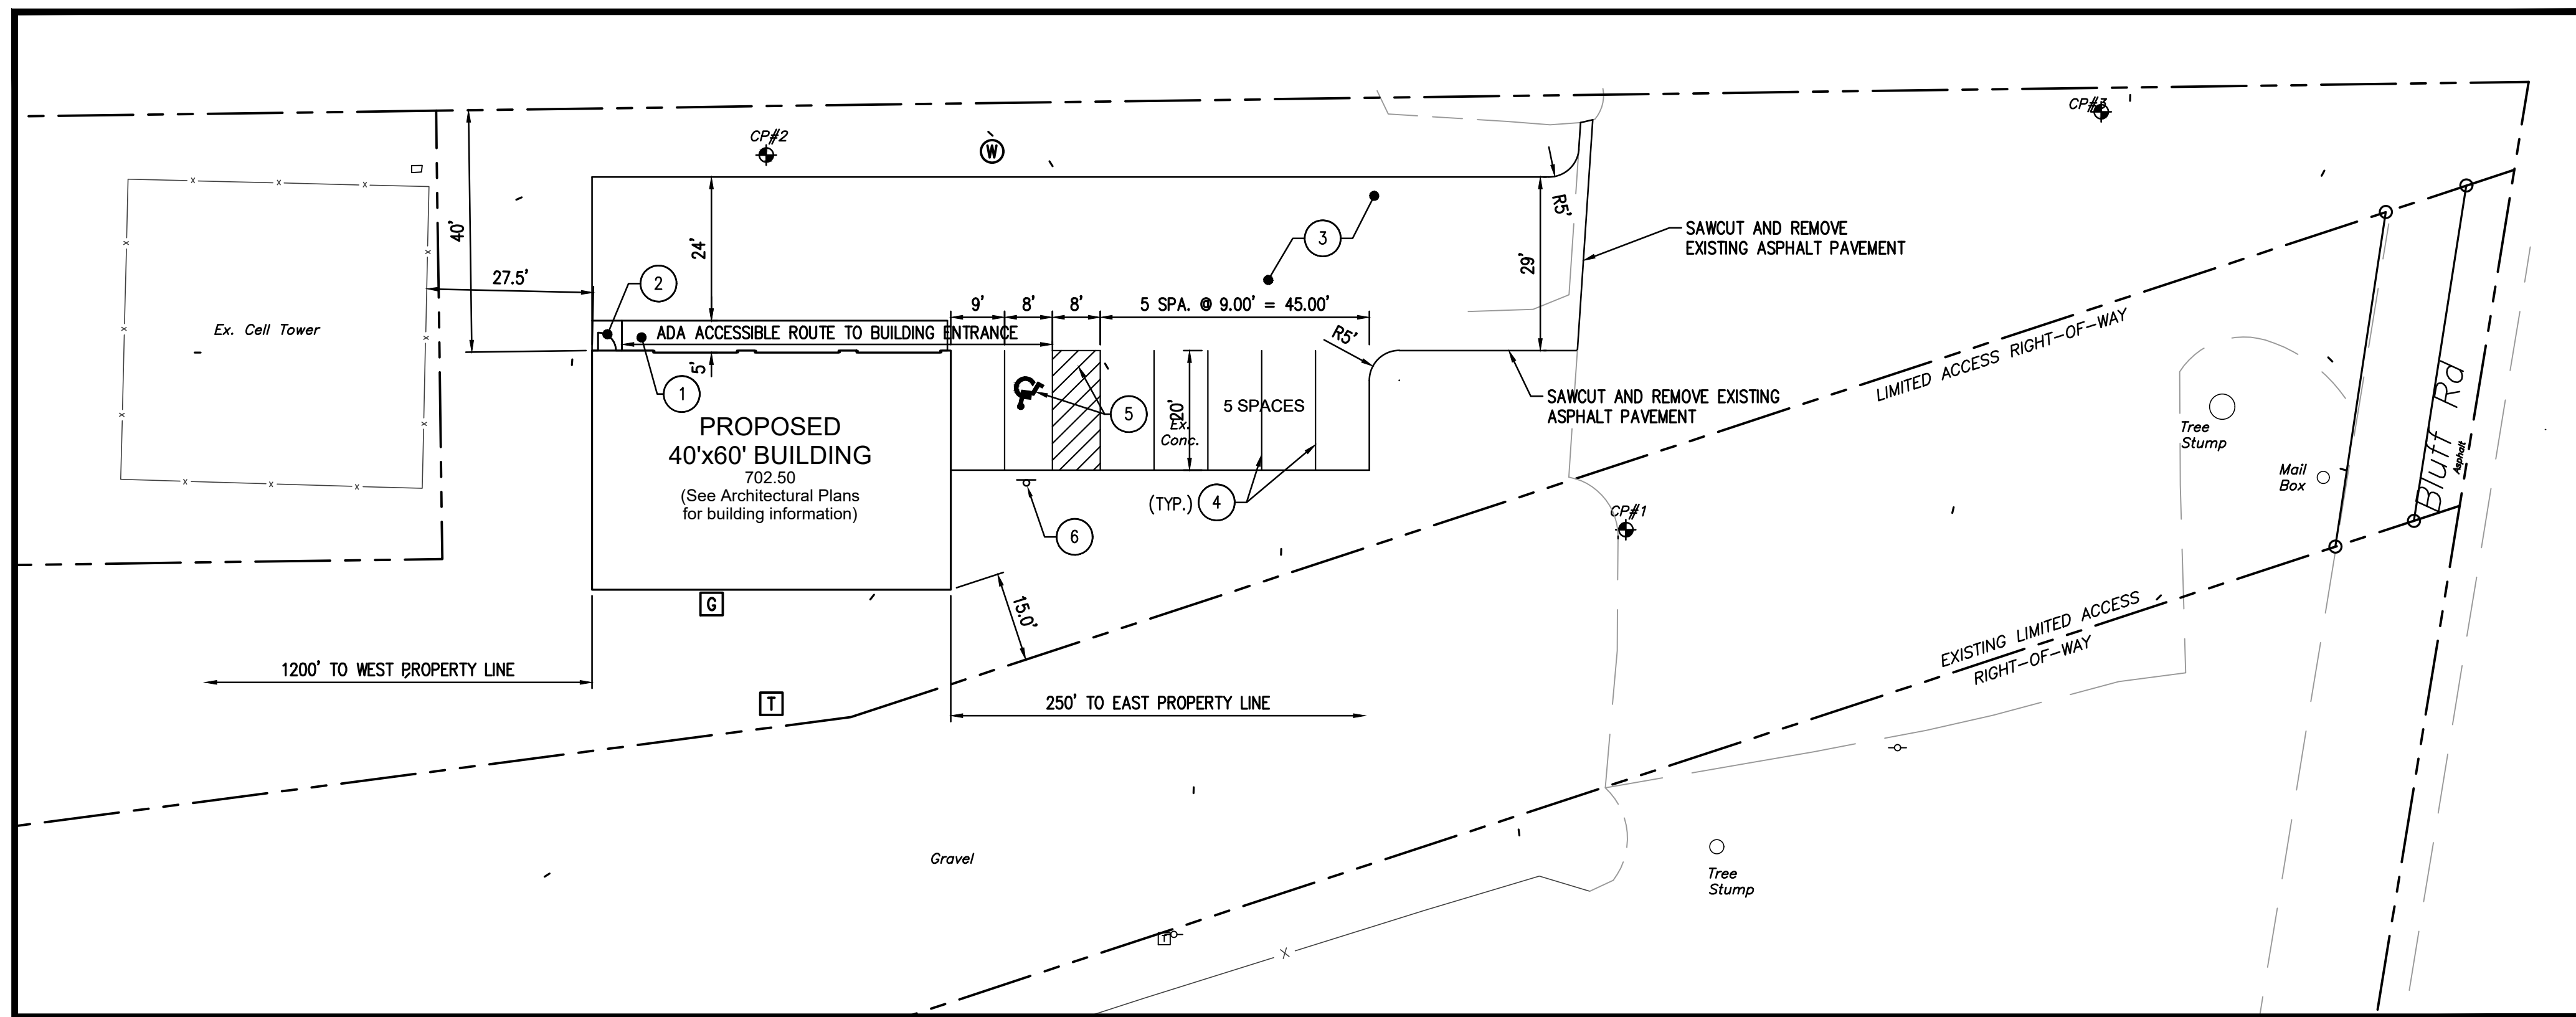 CP#2
W
CP#3
40'
24'
R5'
3
29'
SAWCUT AND REMOVE
EXISTING ASPHALT PAVEMENT
27.5'
2
9'
8'
8'
5 SPA. @ 9.00' = 45.00'
Ex. Cell Tower
ADA ACCESSIBLE ROUTE TO BUILDING ENTRANCE
R5'
LIMITED ACCESS RIGHT-OF-WAY
5'
1
20'
5 SPACES
5
Ex.
Conc.
SAWCUT AND REMOVE EXISTING
ASPHALT PAVEMENT
PROPOSED
40'x60' BUILDING
702.50
(See Architectural Plans
for building information)
Tree
Stump
Mail
Box
Bluff Rd
Asphalt
(TYP.)
4
CP#1
6
G
15.0'
EXISTING LIMITED ACCESS
RIGHT-OF-WAY
1200' TO WEST PROPERTY LINE
T
250' TO EAST PROPERTY LINE
Gravel
Tree
Stump
T